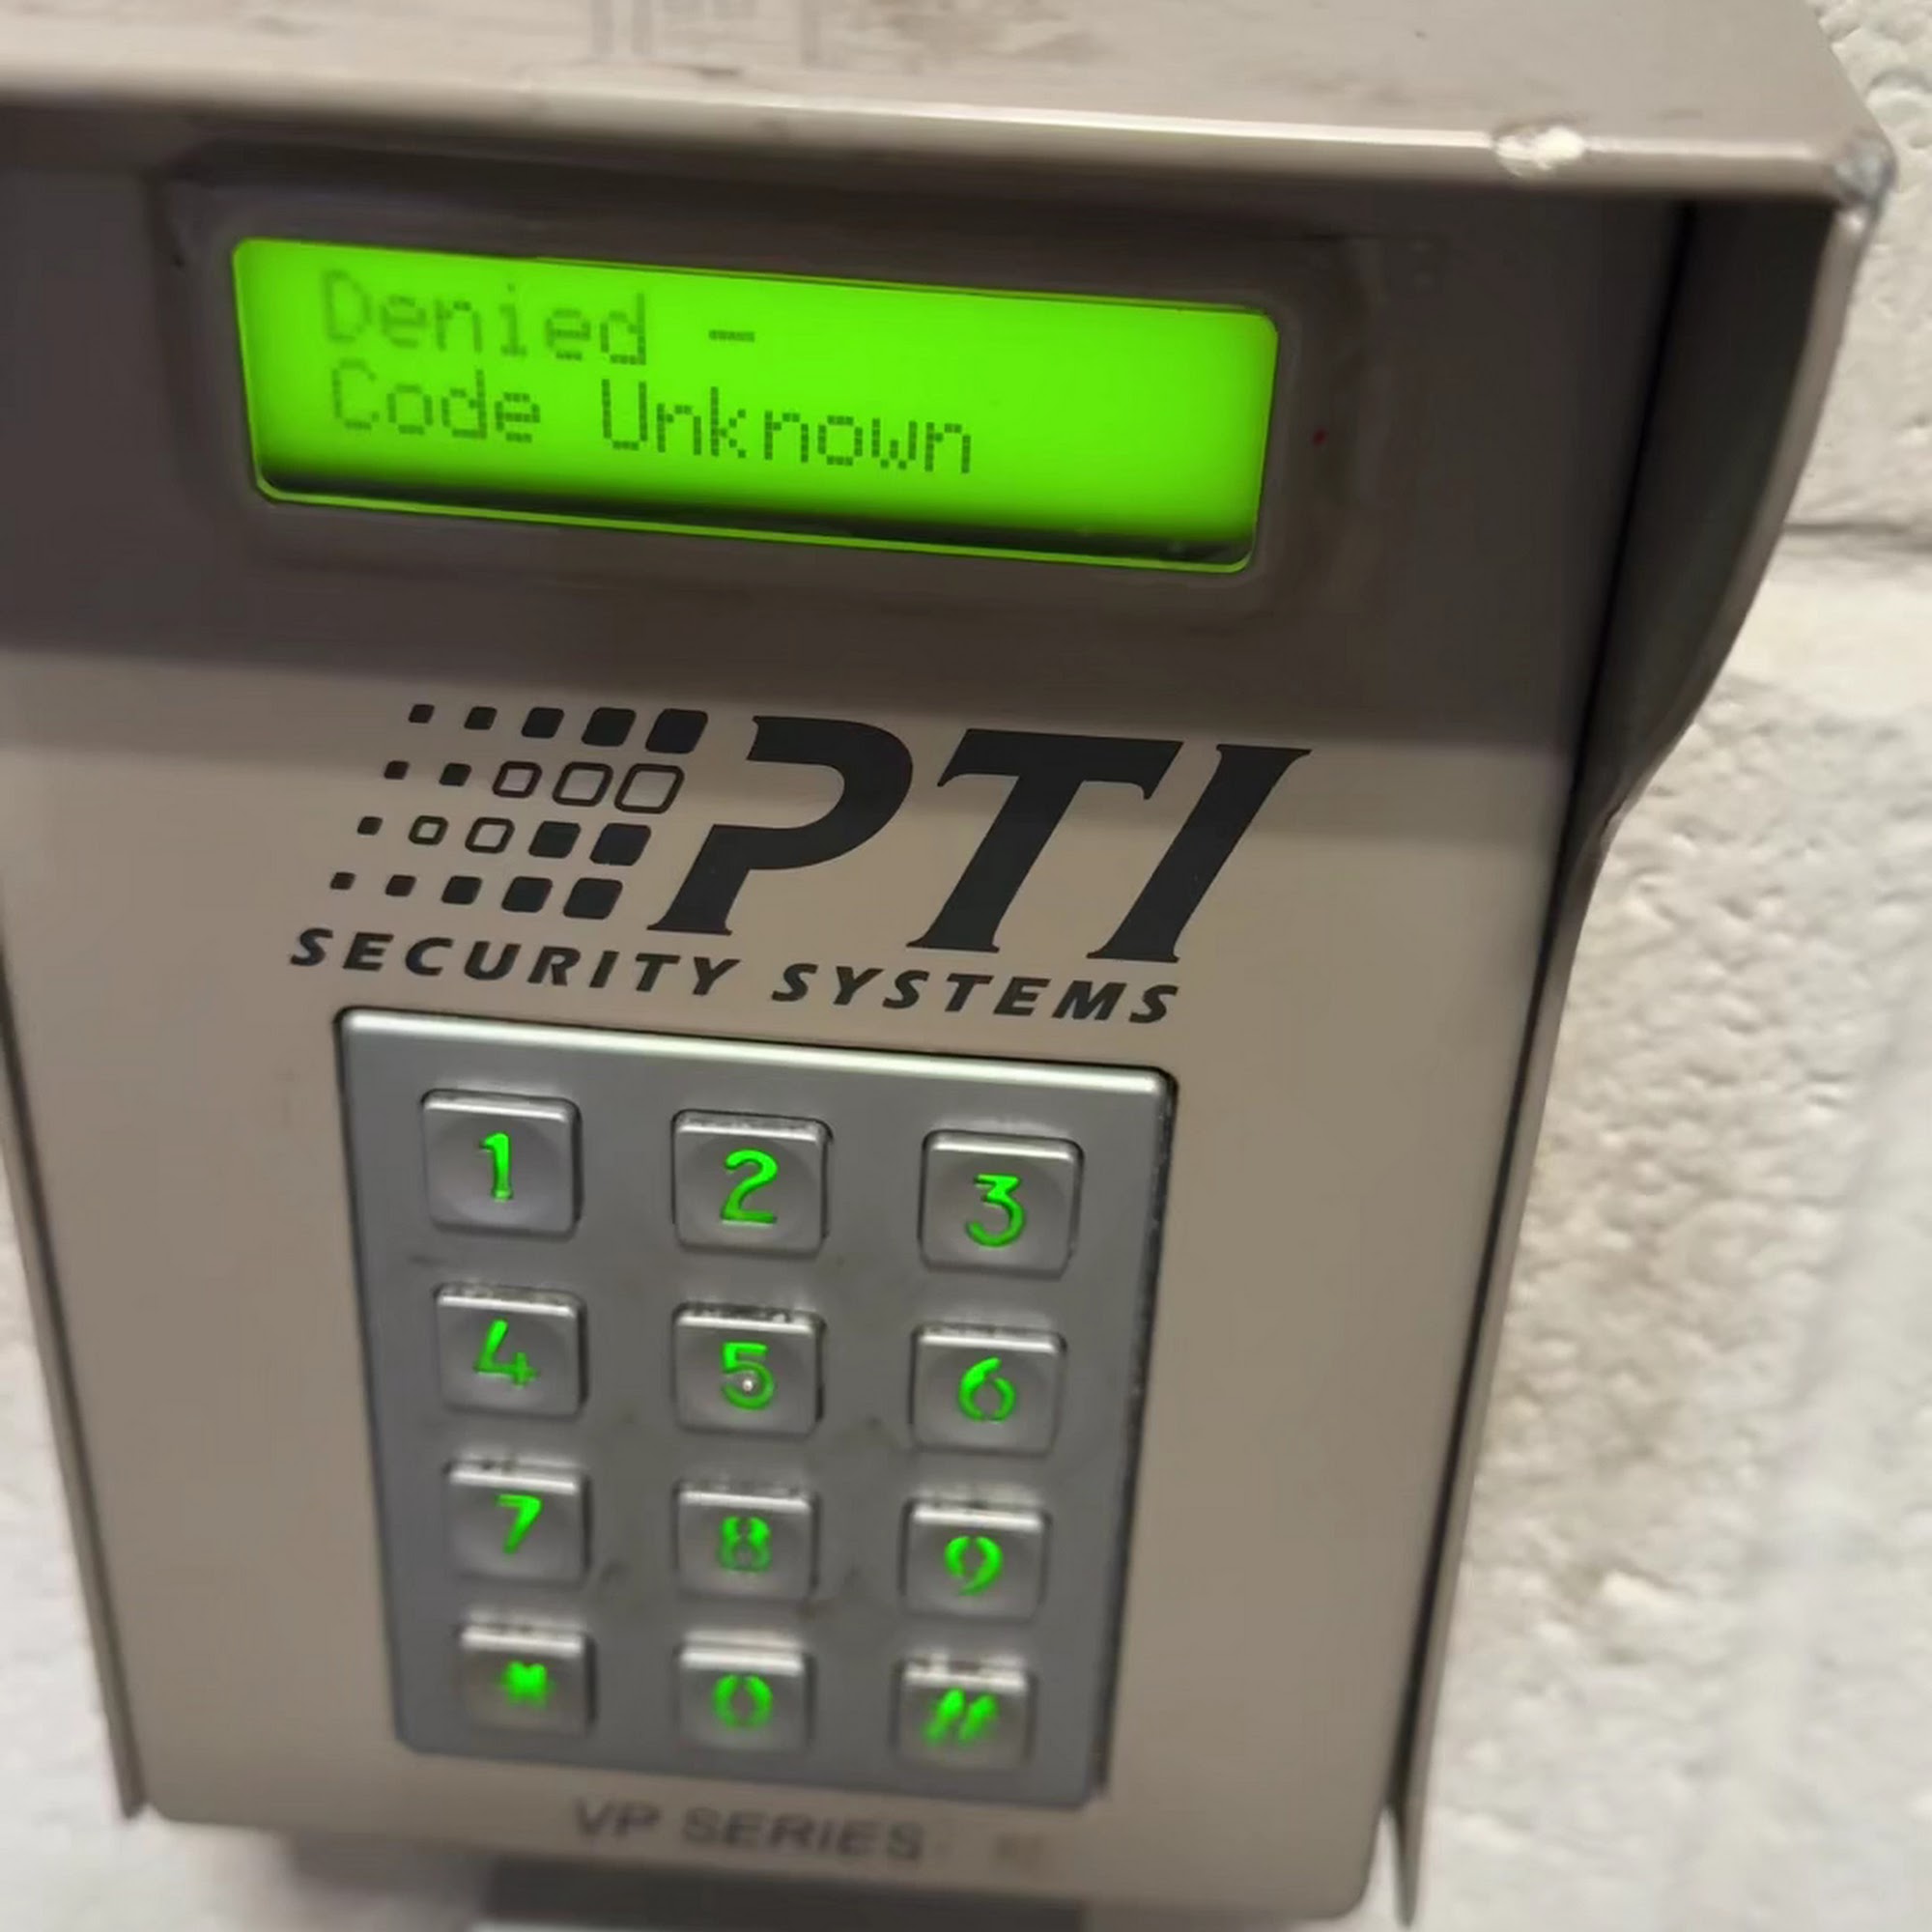 Denied -
Code Unknown
PTI
SECURITY SYSTEMS
1 2 3
4 5 6
7 8 9
* 0 #
VP SERIES